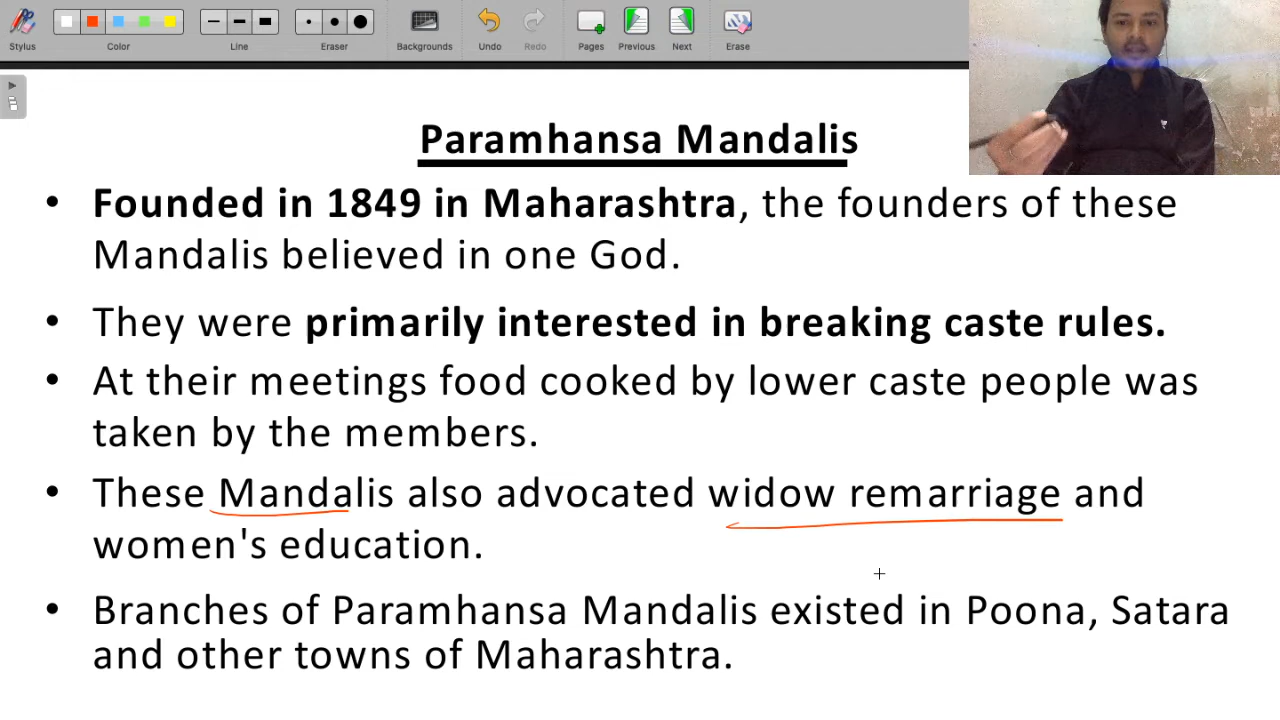 Stylus
Color
Line
Eraser
Backgrounds
Undo
Redo
Pages
Previous
Next
Erase
Paramhansa Mandalis
• Founded in 1849 in Maharashtra, the founders of these
Mandalis believed in one God.
• They were primarily interested in breaking caste rules.
• At their meetings food cooked by lower caste people was
taken by the members.
• These Mandalis also advocated widow remarriage and
women's education.
• Branches of Paramhansa Mandalis existed in Poona, Satara
and other towns of Maharashtra.